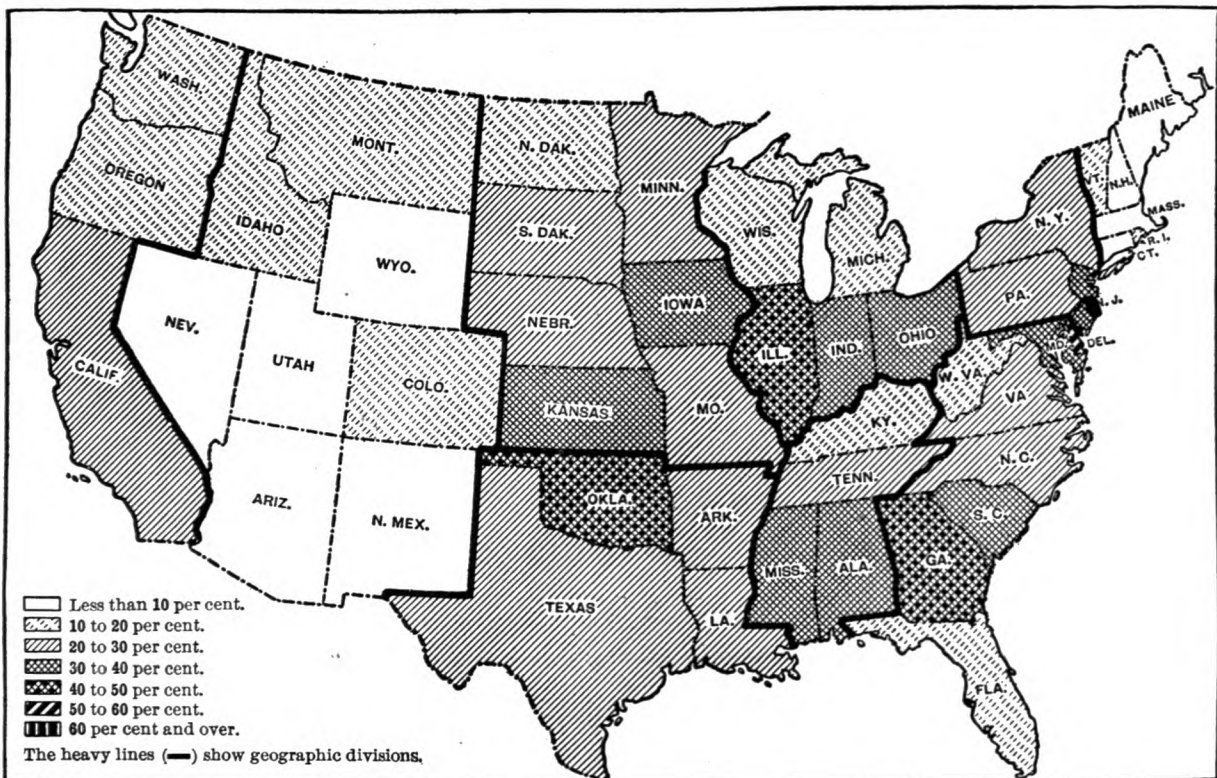 WASH
OREGON
CALIF.
IDAHO
MONT.
WYO.
NEV.
UTAH
COLO.
ARIZ.
N. MEX.
N. DAK.
S. DAK.
NEBR.
KANSAS
OKLA.
TEXAS
MINN.
IOWA
MO.
ARK.
LA.
WIS.
MICH.
ILL.
IND.
OHIO
KY.
TENN.
MISS.
ALA.
GA.
FLA.
S. C.
N. C.
VA
W. VA.
MD.
DEL.
N. J.
PA.
N. Y.
CT.
R. I.
MASS.
VT.
N.H.
MAINE
Less than 10 per cent.
10 to 20 per cent.
20 to 30 per cent.
30 to 40 per cent.
40 to 50 per cent.
50 to 60 per cent.
60 per cent and over.
The heavy lines (▬) show geographic divisions.